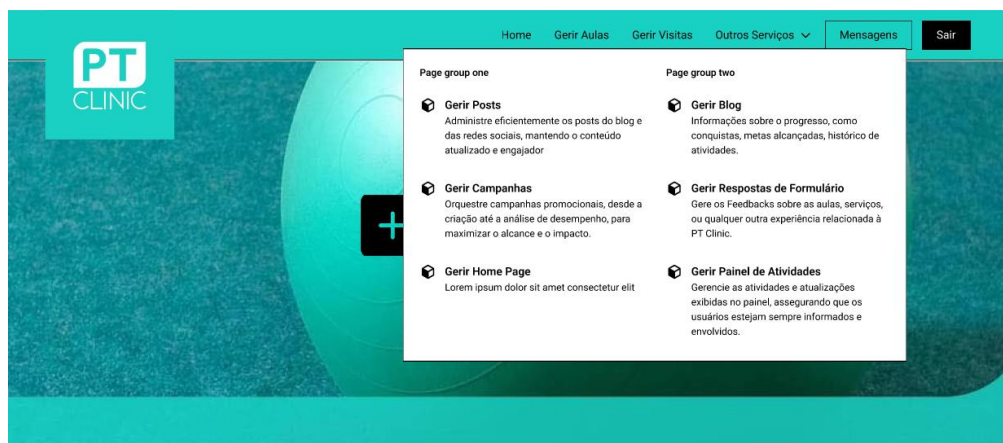 Home Gerir Aulas Gerir Visitas Outros Serviços Mensagens Sair
PT
CLINIC
Page group one
Gerir Posts
Administre eficientemente os posts do blog e
das redes sociais, mantendo o conteúdo
atualizado e engajador
Gerir Campanhas
Orquestre campanhas promocionais, desde a
criação até a análise de desempenho, para
maximizar o alcance e o impacto.
Gerir Home Page
Lorem ipsum dolor sit amet consectetur elit
Page group two
Gerir Blog
Informações sobre o progresso, como
conquistas, metas alcançadas, histórico de
atividades.
Gerir Respostas de Formulário
Gere os Feedbacks sobre as aulas, serviços,
ou qualquer outra experiência relacionada à
PT Clinic.
Gerir Painel de Atividades
Gerencie as atividades e atualizações
exibidas no painel, assegurando que os
usuários estejam sempre informados e
envolvidos.